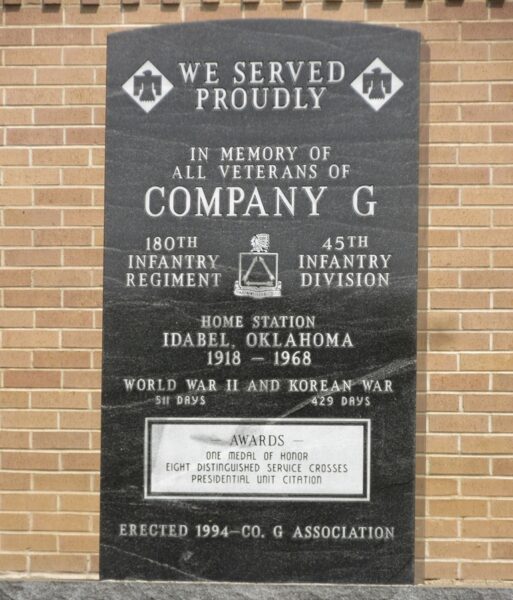 WE SERVED
PROUDLY
IN MEMORY OF
ALL VETERANS OF
COMPANY G
180TH
INFANTRY
REGIMENT
45TH
INFANTRY
DIVISION
HOME STATION
IDABEL, OKLAHOMA
1918 — 1968
WORLD WAR II AND KOREAN WAR
511 DAYS 429 DAYS
— AWARDS —
ONE MEDAL OF HONOR
EIGHT DISTINGUISHED SERVICE CROSSES
PRESIDENTIAL UNIT CITATION
ERECTED 1994—CO. G ASSOCIATION